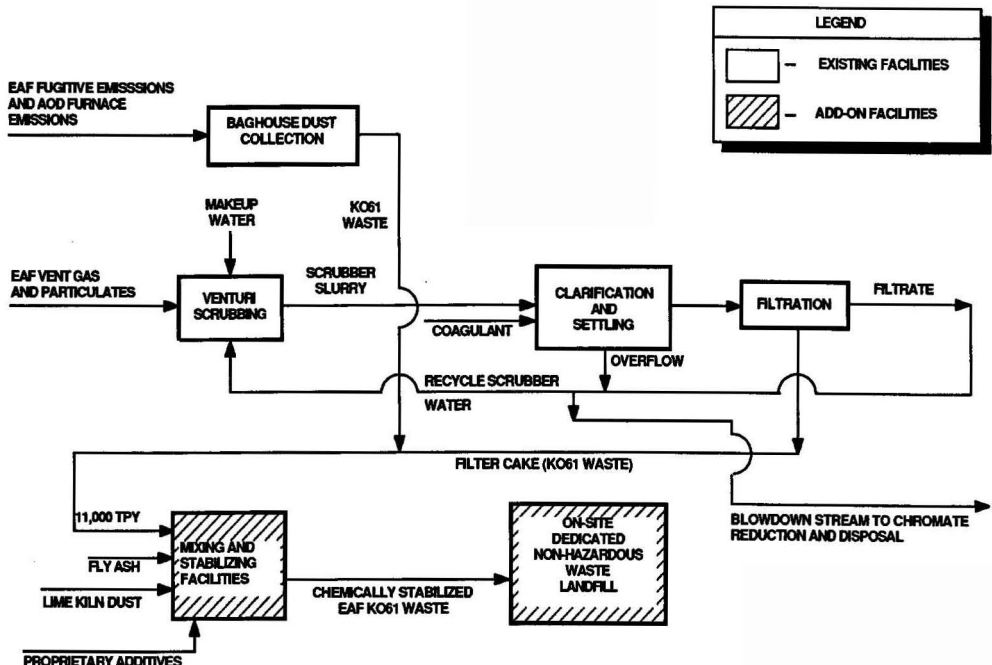 LEGEND
– EXISTING FACILITIES
– ADD-ON FACILITIES
EAF FUGITIVE EMISSSIONS
AND AOD FURNACE
EMISSIONS
BAGHOUSE DUST
COLLECTION
MAKEUP
WATER
KO61
WASTE
EAF VENT GAS
AND PARTICULATES
VENTURI
SCRUBBING
SCRUBBER
SLURRY
COAGULANT
CLARIFICATION
AND
SETTLING
FILTRATION
FILTRATE
OVERFLOW
RECYCLE SCRUBBER
WATER
FILTER CAKE (KO61 WASTE)
BLOWDOWN STREAM TO CHROMATE
REDUCTION AND DISPOSAL
11,000 TPY
FLY ASH
LIME KILN DUST
PROPRIETARY ADDITIVES
MIXING AND
STABILIZING
FACILITIES
CHEMICALLY STABILIZED
EAF KO61 WASTE
ON-SITE
DEDICATED
NON-HAZARDOUS
WASTE
LANDFILL